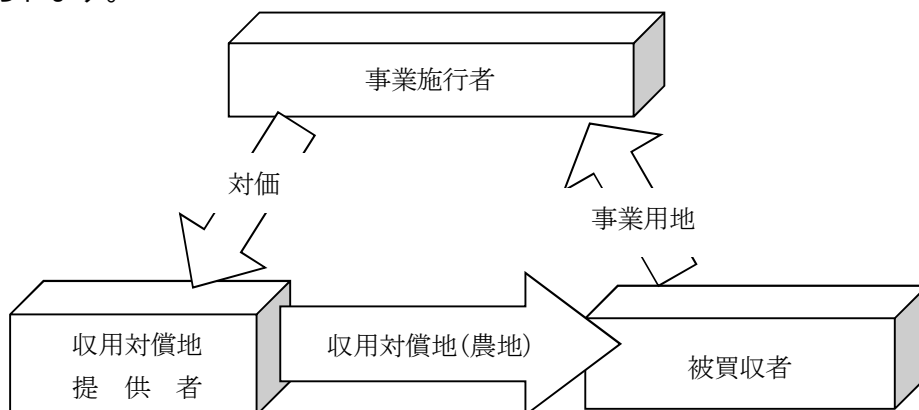 事業施行者
対価
事業用地
収用対償地
提 供 者
収用対償地(農地)
被買収者